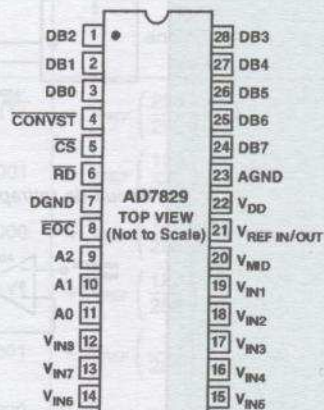 DB2 1 28 DB3
DB1 2 27 DB4
DB0 3 26 DB5
CONVST 4 25 DB6
CS 5 24 DB7
RD 6 23 AGND
DGND 7 AD7829 22 VDD
EOC 8 TOP VIEW 21 VREF IN/OUT
A2 9 (Not to Scale) 20 VMID
A1 10 19 VIN1
A0 11 18 VIN2
VIN8 12 17 VIN3
VIN7 13 16 VIN4
VIN6 14 15 VIN5